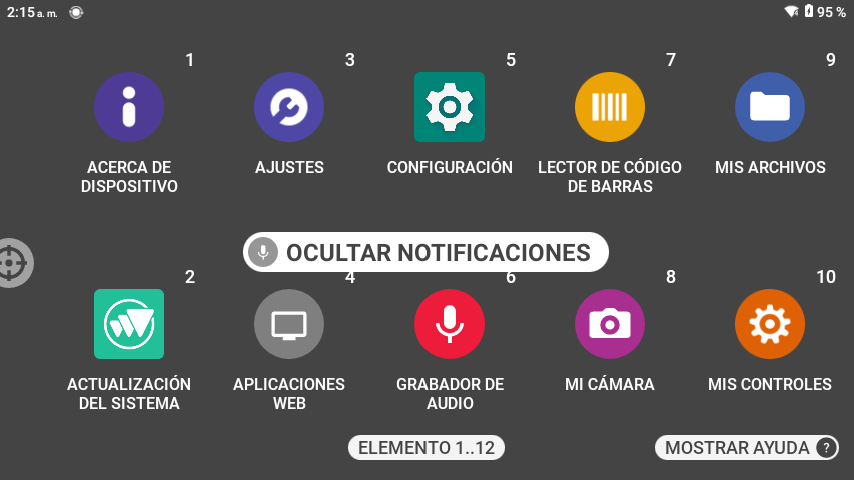 2:15 a. m.
95 %
1
3
5
7
9
ACERCA DE
DISPOSITIVO
AJUSTES
CONFIGURACIÓN
LECTOR DE CÓDIGO
DE BARRAS
MIS ARCHIVOS
OCULTAR NOTIFICACIONES
2
4
6
8
10
ACTUALIZACIÓN
DEL SISTEMA
APLICACIONES
WEB
GRABADOR DE
AUDIO
MI CÁMARA
MIS CONTROLES
ELEMENTO 1..12
MOSTRAR AYUDA ?